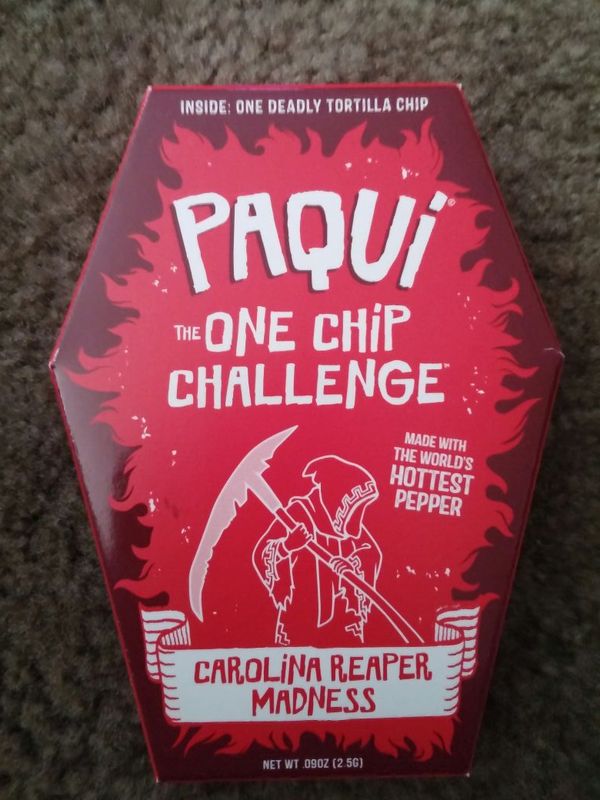 INSIDE: ONE DEADLY TORTILLA CHIP
PAQUI®
THE ONE CHIP
CHALLENGE™
MADE WITH
THE WORLD'S
HOTTEST
PEPPER
CAROLINA REAPER
MADNESS
NET WT .09OZ (2.5G)